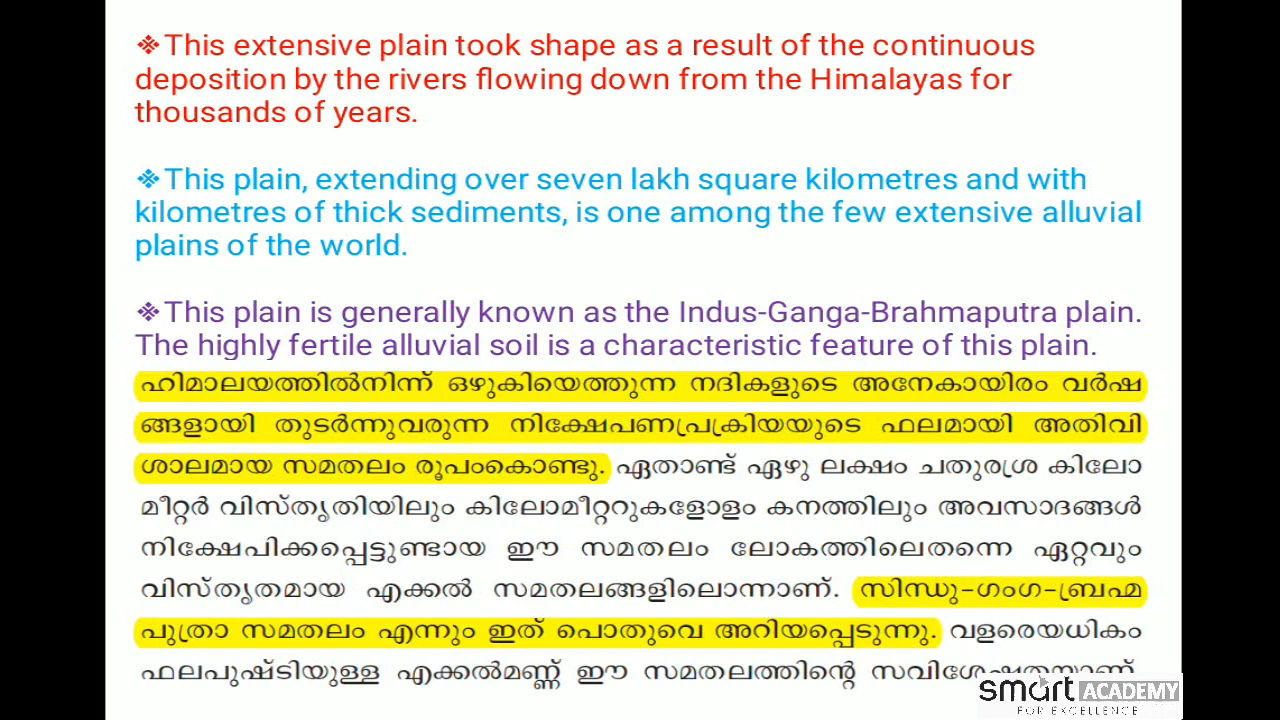 ❖This extensive plain took shape as a result of the continuous
deposition by the rivers flowing down from the Himalayas for
thousands of years.
❖This plain, extending over seven lakh square kilometres and with
kilometres of thick sediments, is one among the few extensive alluvial
plains of the world.
❖This plain is generally known as the Indus-Ganga-Brahmaputra plain.
The highly fertile alluvial soil is a characteristic feature of this plain.
ഹിമാലയത്തിൽനിന്ന് ഒഴുകിയെത്തുന്ന നദികളുടെ അനേകായിരം വർഷ
ങ്ങളായി തുടർന്നുവരുന്ന നിക്ഷേപണപ്രക്രിയയുടെ ഫലമായി അതിവി
ശാലമായ സമതലം രൂപംകൊണ്ടു. ഏതാണ്ട് ഏഴു ലക്ഷം ചതുരശ്ര കിലോ
മീറ്റർ വിസ്തൃതിയിലും കിലോമീറ്ററുകളോളം കനത്തിലും അവസാദങ്ങൾ
നിക്ഷേപിക്കപ്പെട്ടുണ്ടായ ഈ സമതലം ലോകത്തിലെതന്നെ ഏറ്റവും
വിസ്തൃതമായ എക്കൽ സമതലങ്ങളിലൊന്നാണ്. സിന്ധു-ഗംഗ-ബ്രഹ്മ
പുത്രാ സമതലം എന്നും ഇത് പൊതുവെ അറിയപ്പെടുന്നു. വളരെയധികം
ഫലപുഷ്ടിയുള്ള എക്കൽമണ്ണ് ഈ സമതലത്തിന്റെ സവിശേഷതയാണ്.
smart ACADEMY
FOR EXCELLENCE